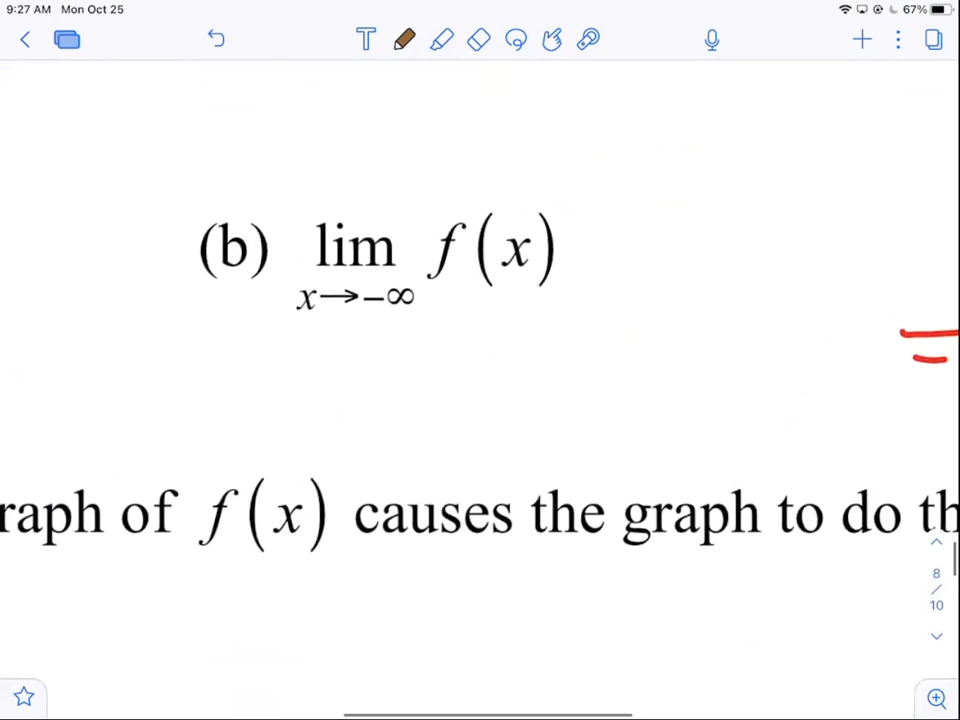 9:27 AM Mon Oct 25
67%
(b) lim f(x)
x→−∞
raph of f(x) causes the graph to do th
8
/
10